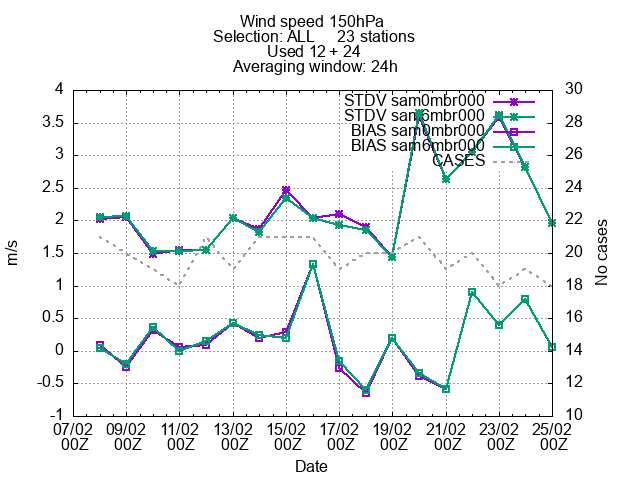 Wind speed 150hPa
Selection: ALL 23 stations
Used 12 + 24
Averaging window: 24h
STDV sam0mbr000
STDV sam6mbr000
BIAS sam0mbr000
BIAS sam6mbr000
CASES
4
3.5
3
2.5
2
1.5
1
0.5
0
-0.5
-1
m/s
30
28
26
24
22
20
18
16
14
12
10
No cases
07/02 09/02 11/02 13/02 15/02 17/02 19/02 21/02 23/02 25/02
00Z 00Z 00Z 00Z 00Z 00Z 00Z 00Z 00Z 00Z
Date